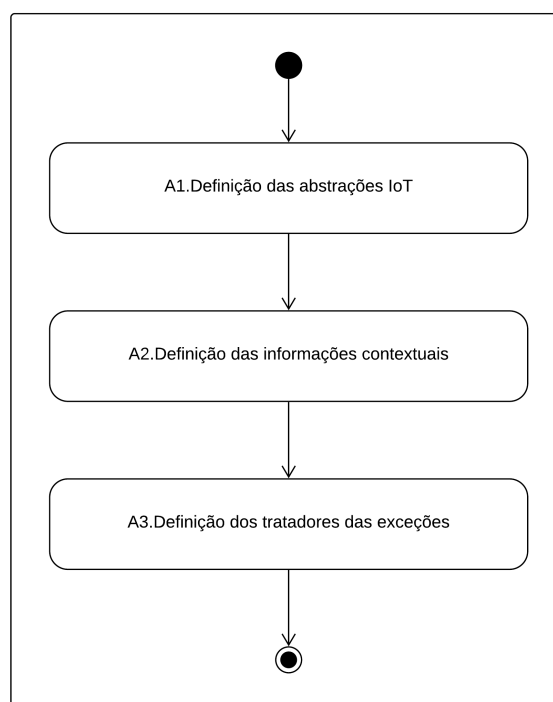 A1.Definição das abstrações IoT
A2.Definição das informações contextuais
A3.Definição dos tratadores das exceções